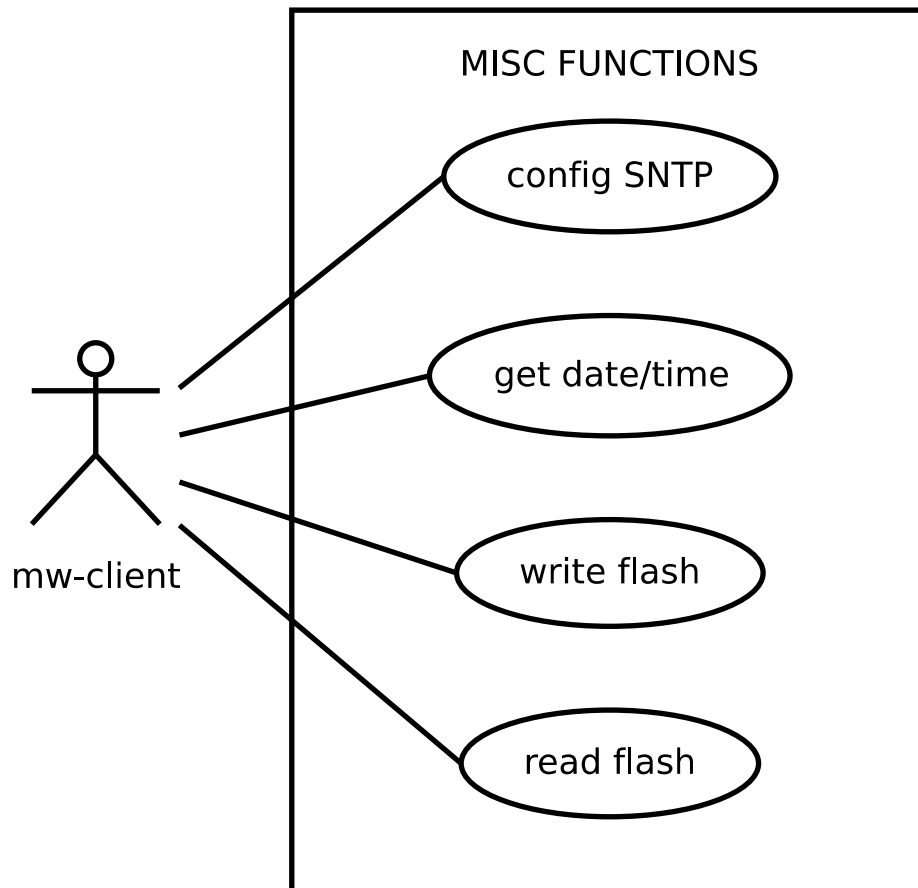 MISC FUNCTIONS
config SNTP
get date/time
write flash
mw-client
read flash